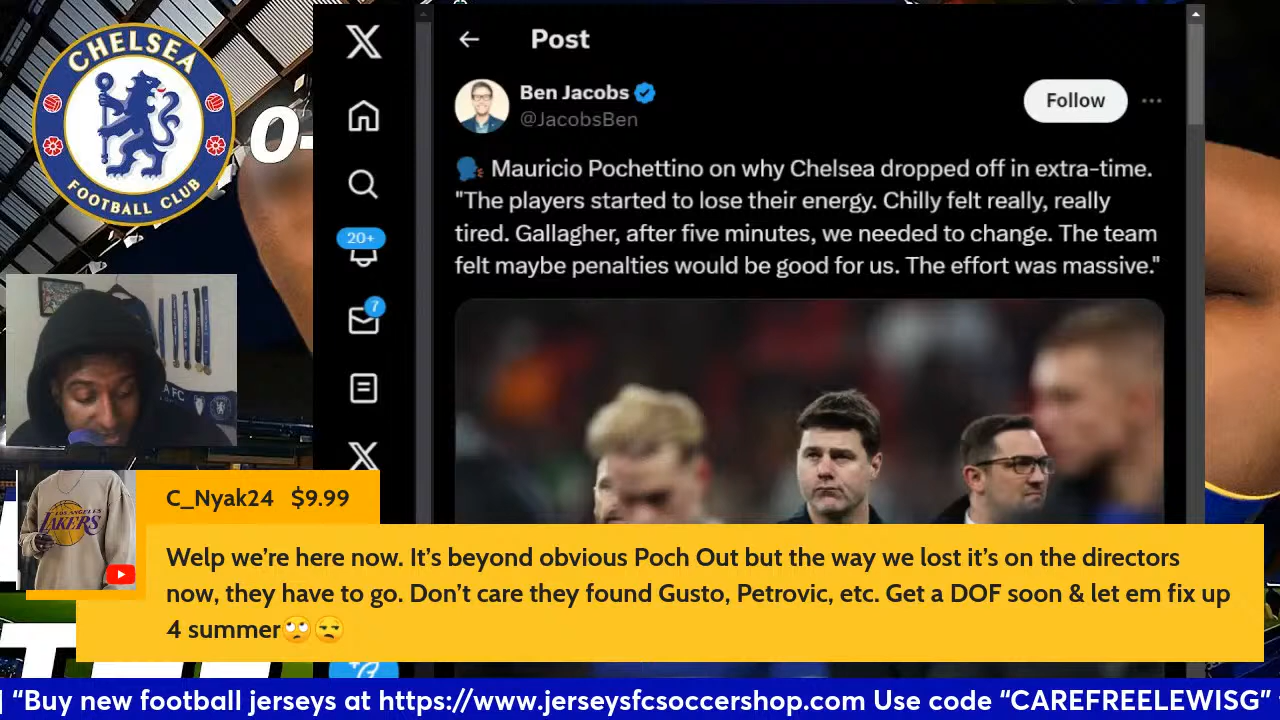 CHELSEA
FOOTBALL CLUB
0-
Post
Ben Jacobs
@JacobsBen
Follow
🗣️ Mauricio Pochettino on why Chelsea dropped off in extra-time.
"The players started to lose their energy. Chilly felt really, really
tired. Gallagher, after five minutes, we needed to change. The team
felt maybe penalties would be good for us. The effort was massive."
20+
7
LOS ANGELES
LAKERS
C_Nyak24 $9.99
Welp we’re here now. It’s beyond obvious Poch Out but the way we lost it’s on the directors
now, they have to go. Don’t care they found Gusto, Petrovic, etc. Get a DOF soon & let em fix up
4 summer🙄😒
“Buy new football jerseys at https://www.jerseysfcsoccershop.com Use code “CAREFREELEWISG”